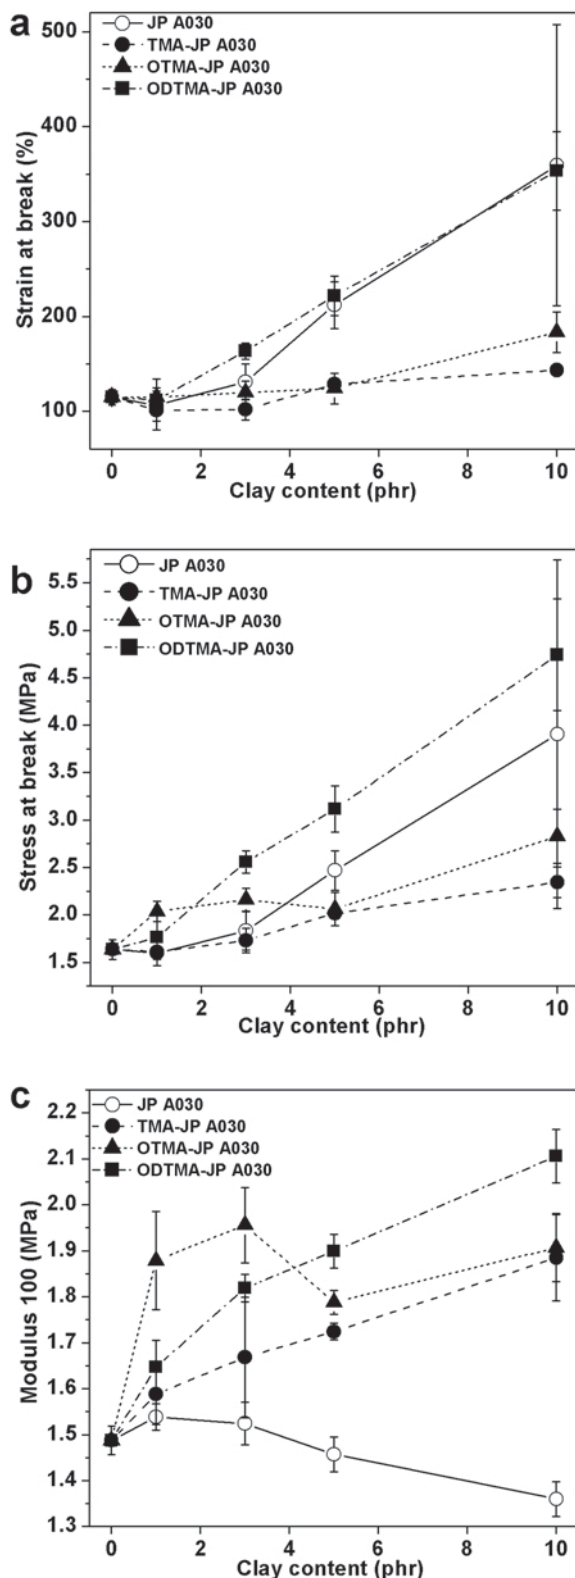 a
JP A030
TMA-JP A030
OTMA-JP A030
ODTMA-JP A030
500
400
300
200
100
Strain at break (%)
0 2 4 6 8 10
Clay content (phr)
b
JP A030
TMA-JP A030
OTMA-JP A030
ODTMA-JP A030
5.5
5.0
4.5
4.0
3.5
3.0
2.5
2.0
1.5
Stress at break (MPa)
0 2 4 6 8 10
Clay content (phr)
c
JP A030
TMA-JP A030
OTMA-JP A030
ODTMA-JP A030
2.2
2.1
2.0
1.9
1.8
1.7
1.6
1.5
1.4
1.3
Modulus 100 (MPa)
0 2 4 6 8 10
Clay content (phr)